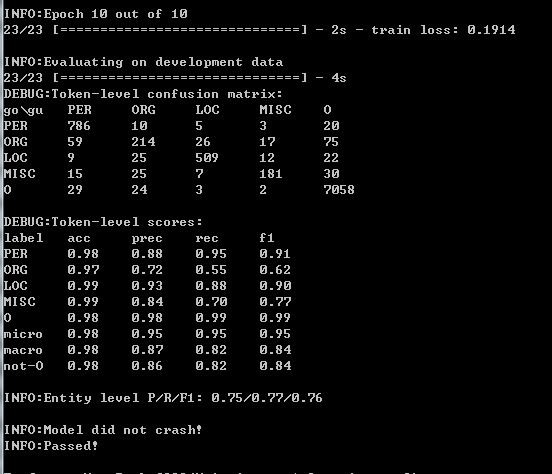 INFO:Epoch 10 out of 10
23/23 [==============================] - 2s - train loss: 0.1914
INFO:Evaluating on development data
23/23 [==============================] - 4s
DEBUG:Token-level confusion matrix:
go\gu PER ORG LOC MISC O
PER 786 10 5 3 20
ORG 59 214 26 17 75
LOC 9 25 509 12 22
MISC 15 25 7 181 30
O 29 24 3 2 7058
DEBUG:Token-level scores:
label acc prec rec f1
PER 0.98 0.88 0.95 0.91
ORG 0.97 0.72 0.55 0.62
LOC 0.99 0.93 0.88 0.90
MISC 0.99 0.84 0.70 0.77
O 0.98 0.98 0.99 0.99
micro 0.98 0.95 0.95 0.95
macro 0.98 0.87 0.82 0.84
not-O 0.98 0.86 0.82 0.84
INFO:Entity level P/R/F1: 0.75/0.77/0.76
INFO:Model did not crash!
INFO:Passed!